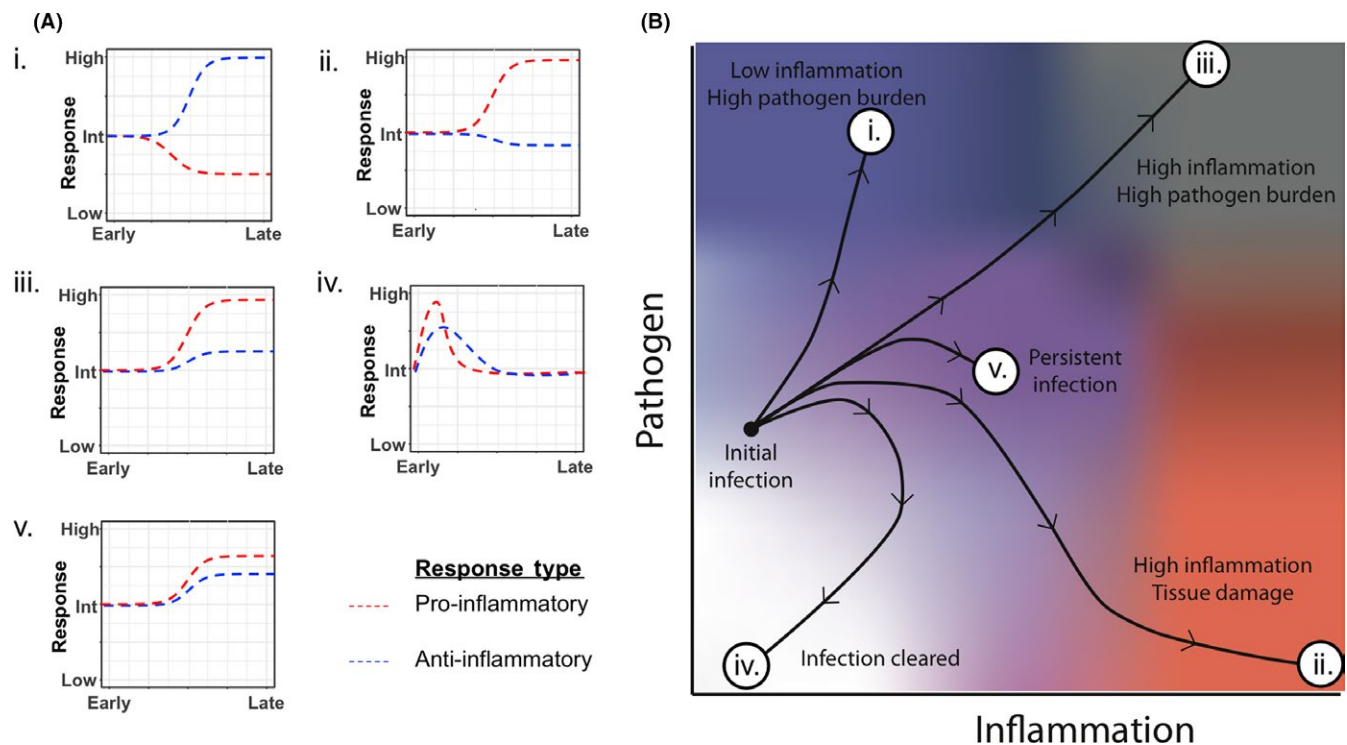 (A)
i.
High
Int
Low
Response
Early Late
ii.
High
Int
Low
Response
Early Late
iii.
High
Int
Low
Response
Early Late
iv.
High
Int
Low
Response
Early Late
v.
High
Int
Low
Response
Early Late
Response type
Pro-inflammatory
Anti-inflammatory
(B)
Pathogen
Low inflammation
High pathogen burden
i.
iii.
High inflammation
High pathogen burden
v.
Persistent
infection
Initial
infection
High inflammation
Tissue damage
iv.
Infection cleared
ii.
Inflammation